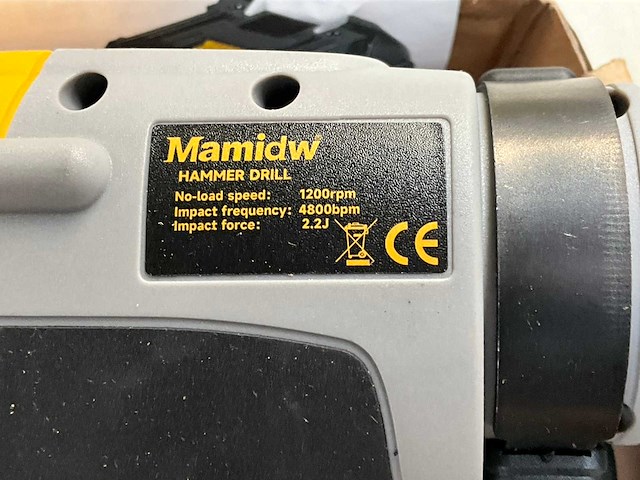 Mamidw
HAMMER DRILL
No-load speed: 1200rpm
Impact frequency: 4800bpm
Impact force: 2.2J
CE